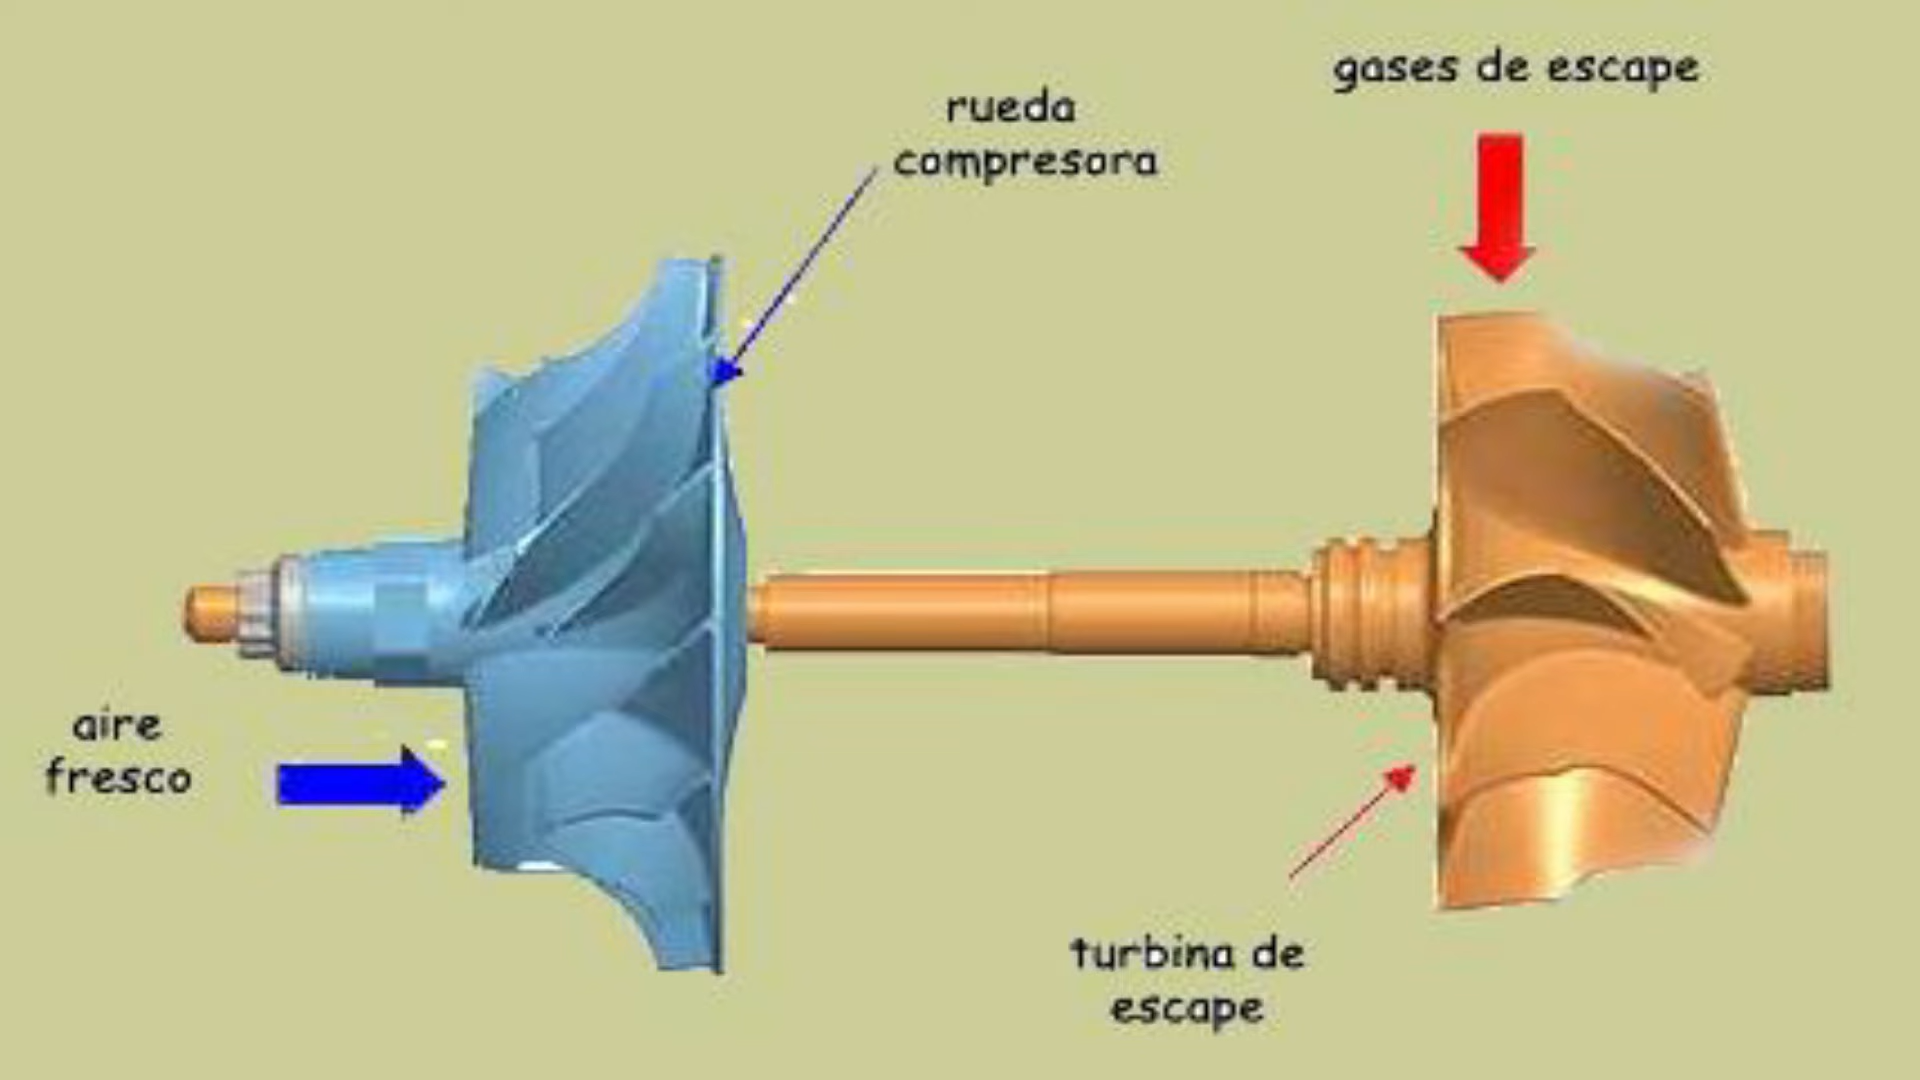 gases de escape
rueda
compresora
aire
fresco
turbina de
escape